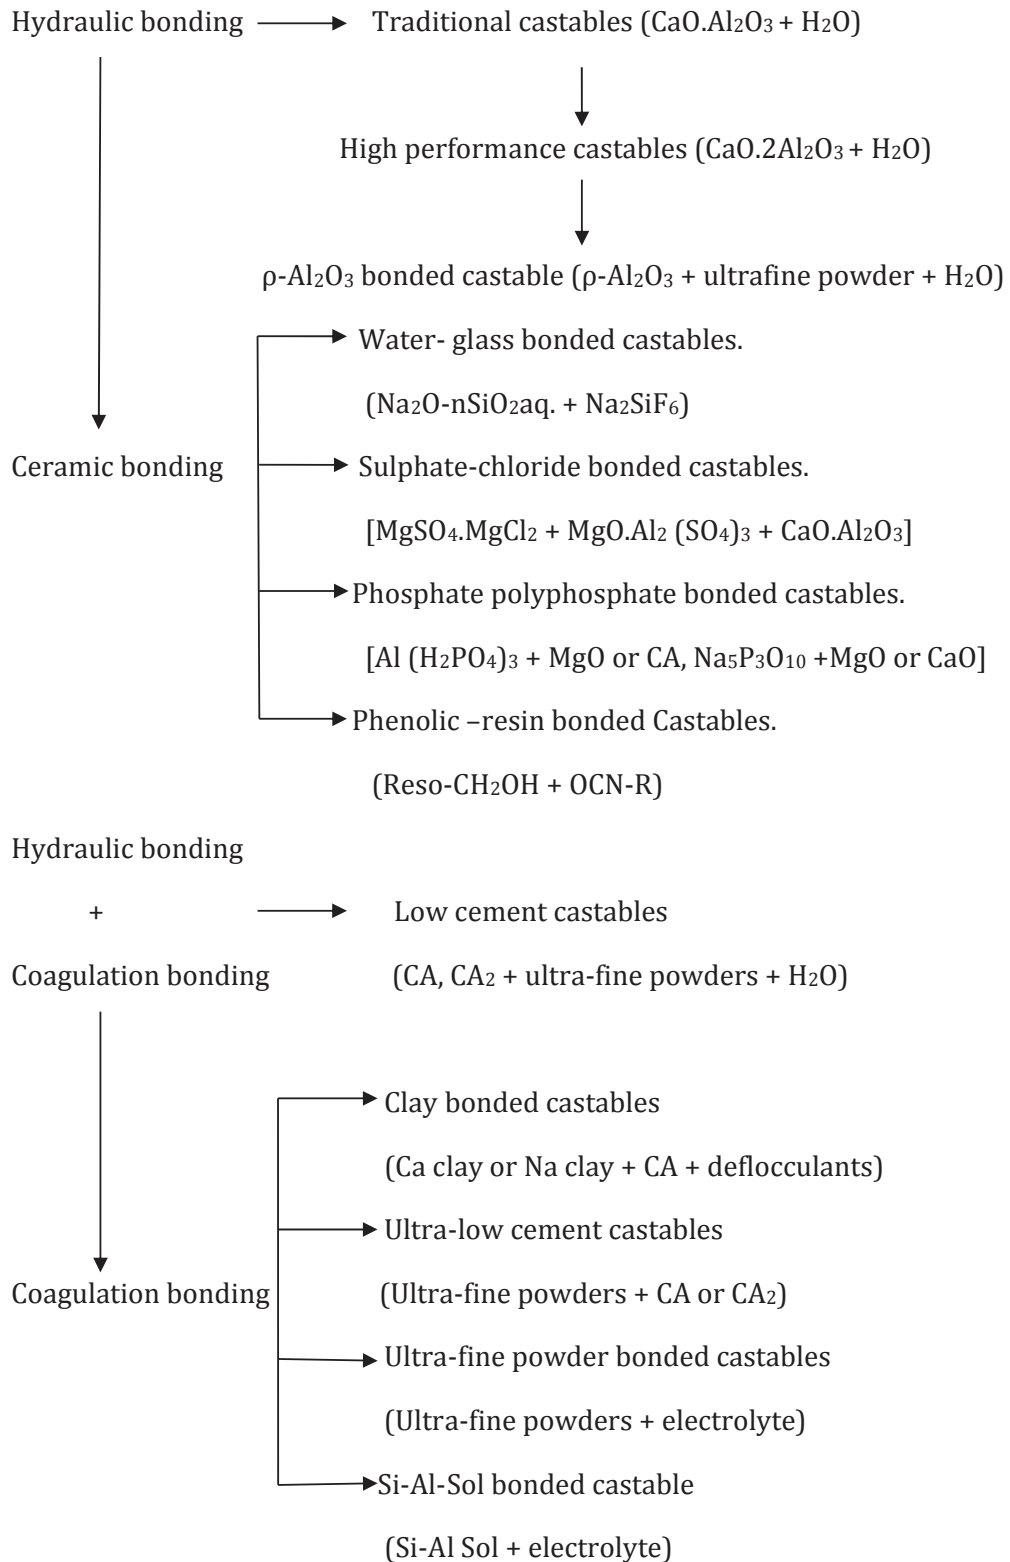 Hydraulic bonding Traditional castables (CaO.Al₂O₃ + H₂O)
High performance castables (CaO.2Al₂O₃ + H₂O)
ρ-Al₂O₃ bonded castable (ρ-Al₂O₃ + ultrafine powder + H₂O)
Water- glass bonded castables.
(Na₂O-nSiO₂aq. + Na₂SiF₆)
Ceramic bonding Sulphate-chloride bonded castables.
[MgSO₄.MgCl₂ + MgO.Al₂ (SO₄)₃ + CaO.Al₂O₃]
Phosphate polyphosphate bonded castables.
[Al (H₂PO₄)₃ + MgO or CA, Na₅P₃O₁₀ +MgO or CaO]
Phenolic –resin bonded Castables.
(Reso-CH₂OH + OCN-R)
Hydraulic bonding
+ Low cement castables
Coagulation bonding (CA, CA₂ + ultra-fine powders + H₂O)
Clay bonded castables
(Ca clay or Na clay + CA + deflocculants)
Ultra-low cement castables
Coagulation bonding (Ultra-fine powders + CA or CA₂)
Ultra-fine powder bonded castables
(Ultra-fine powders + electrolyte)
Si-Al-Sol bonded castable
(Si-Al Sol + electrolyte)